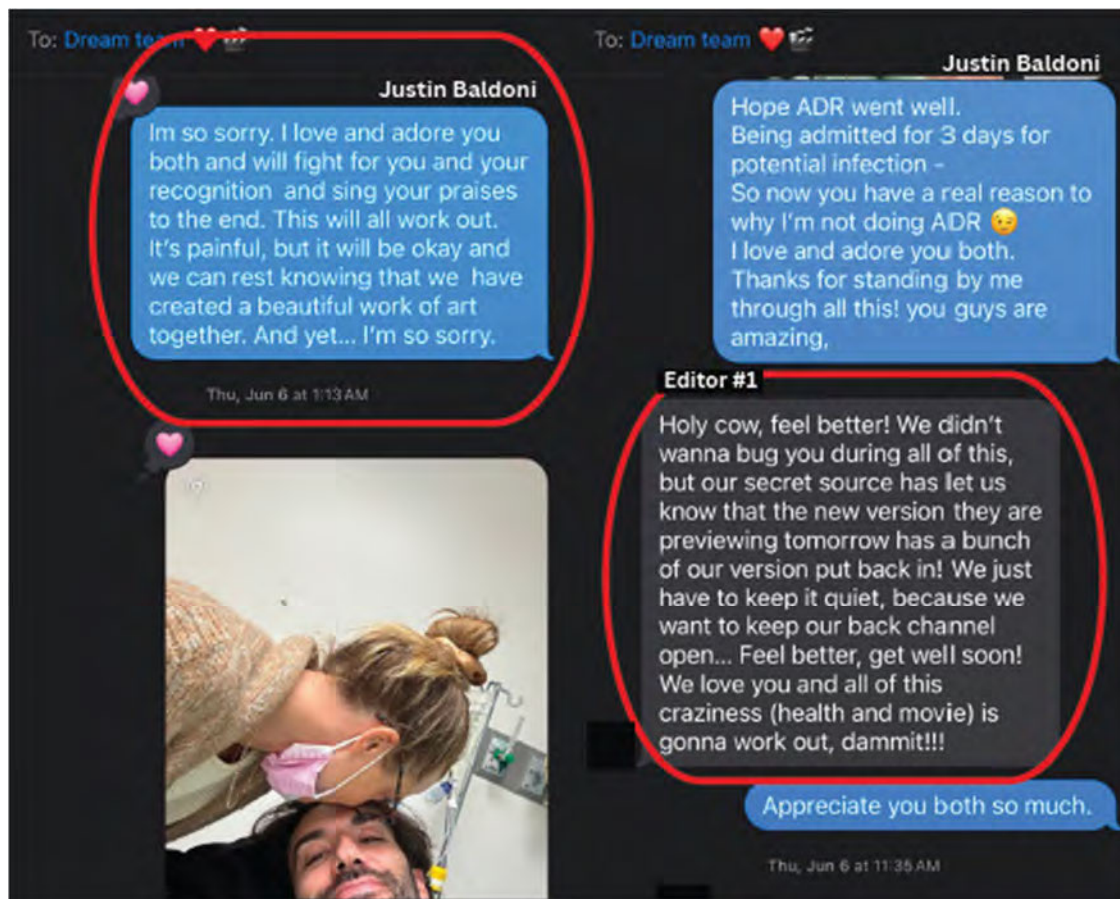 To: Dream team ❤️🎬
Justin Baldoni
Im so sorry. I love and adore you
both and will fight for you and your
recognition and sing your praises
to the end. This will all work out.
It's painful, but it will be okay and
we can rest knowing that we have
created a beautiful work of art
together. And yet... I'm so sorry.
Thu, Jun 6 at 1:13 AM
To: Dream team ❤️🎬
Justin Baldoni
Hope ADR went well.
Being admitted for 3 days for
potential infection -
So now you have a real reason to
why I'm not doing ADR 😉
I love and adore you both.
Thanks for standing by me
through all this! you guys are
amazing,
Editor #1
Holy cow, feel better! We didn't
wanna bug you during all of this,
but our secret source has let us
know that the new version they are
previewing tomorrow has a bunch
of our version put back in! We just
have to keep it quiet, because we
want to keep our back channel
open... Feel better, get well soon!
We love you and all of this
craziness (health and movie) is
gonna work out, dammit!!!
Appreciate you both so much.
Thu, Jun 6 at 11:35 AM